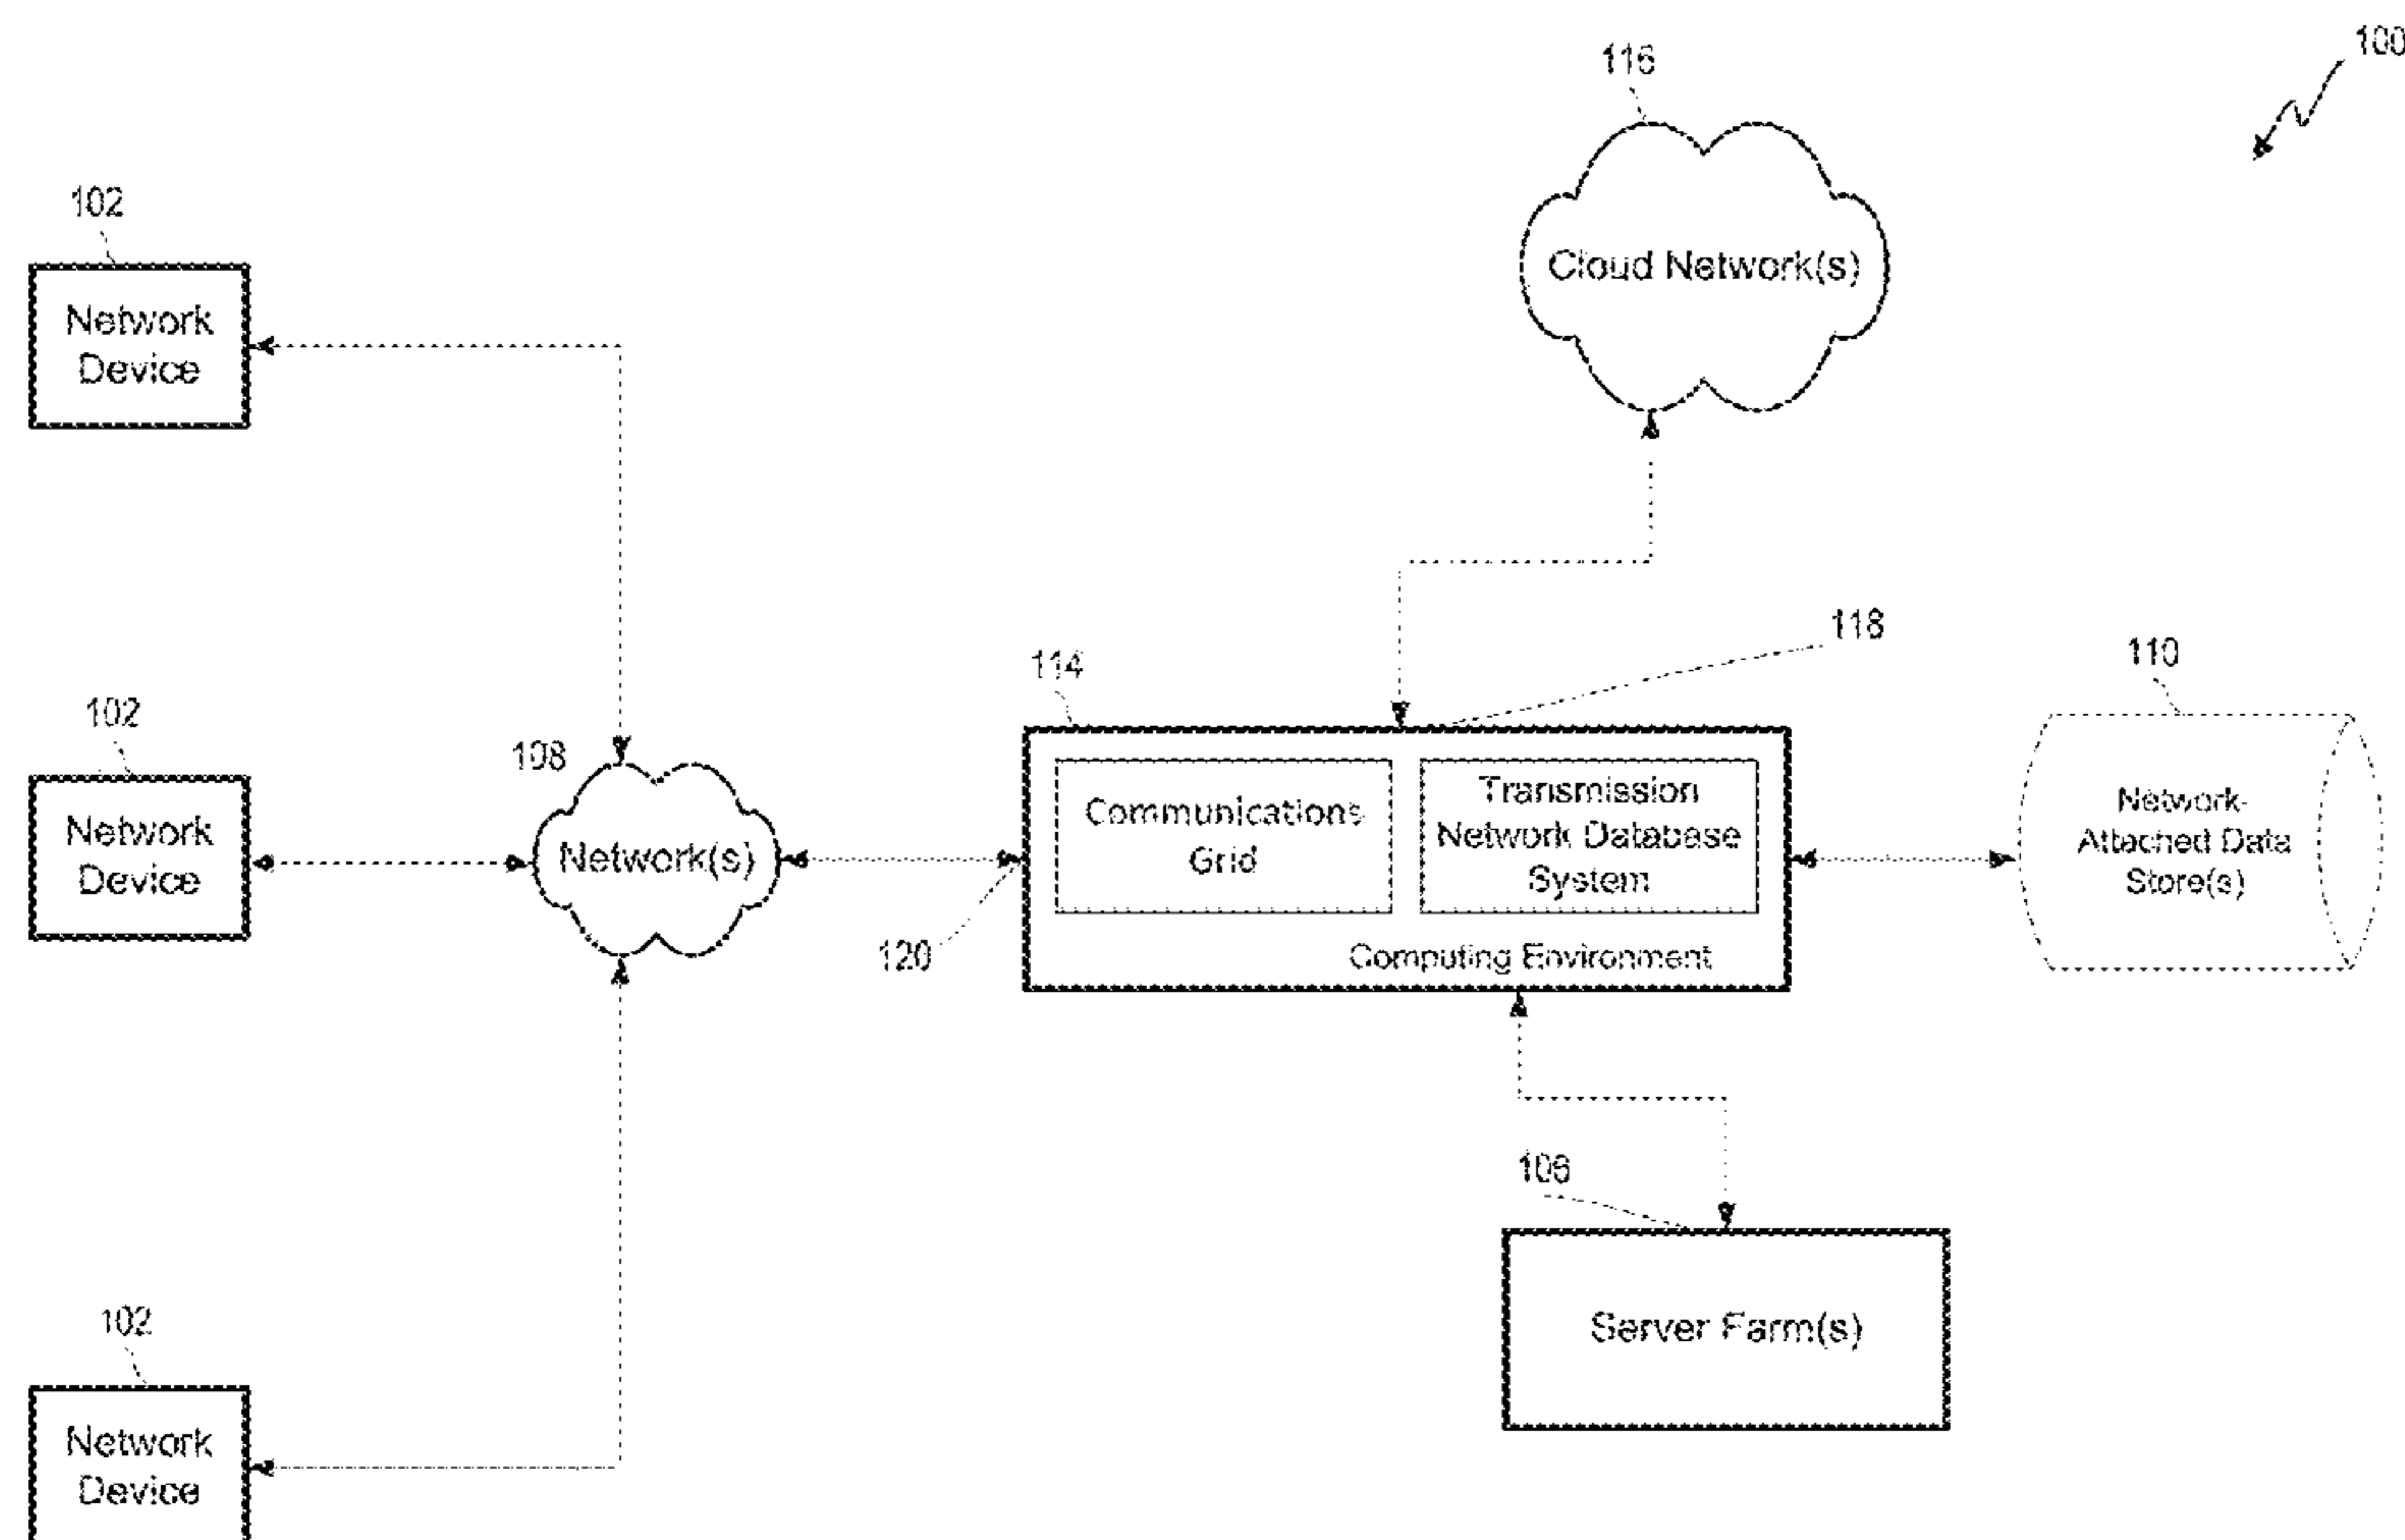 100
116
Cloud Network(s)
102
Network
Device
118
114
110
102
108
Network
Device
Network(s)
Communications
Grid
Transmission
Network Database
System
Computing Environment
Network-
Attached Data
Store(s)
120
106
Server Farm(s)
102
Network
Device